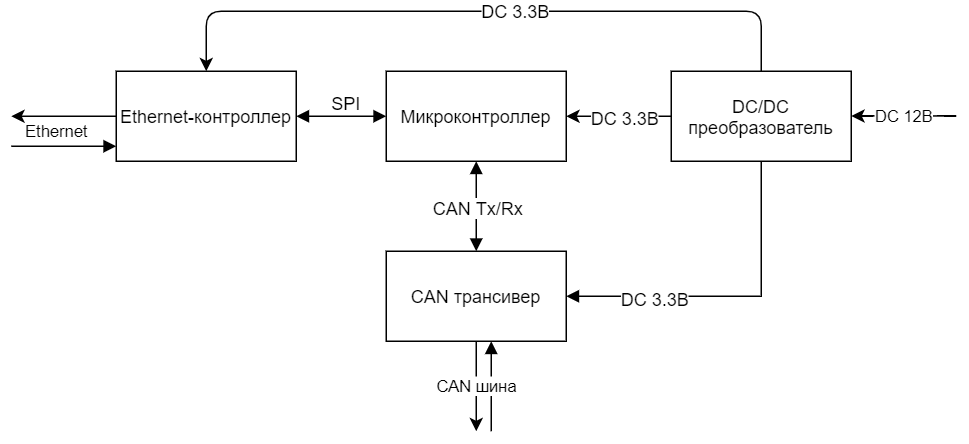 DC 3.3В
Ethernet-контроллер
SPI
Микроконтроллер
DC 3.3В
DC/DC
преобразователь
DC 12В
Ethernet
CAN Tx/Rx
CAN трансивер
DC 3.3В
CAN шина